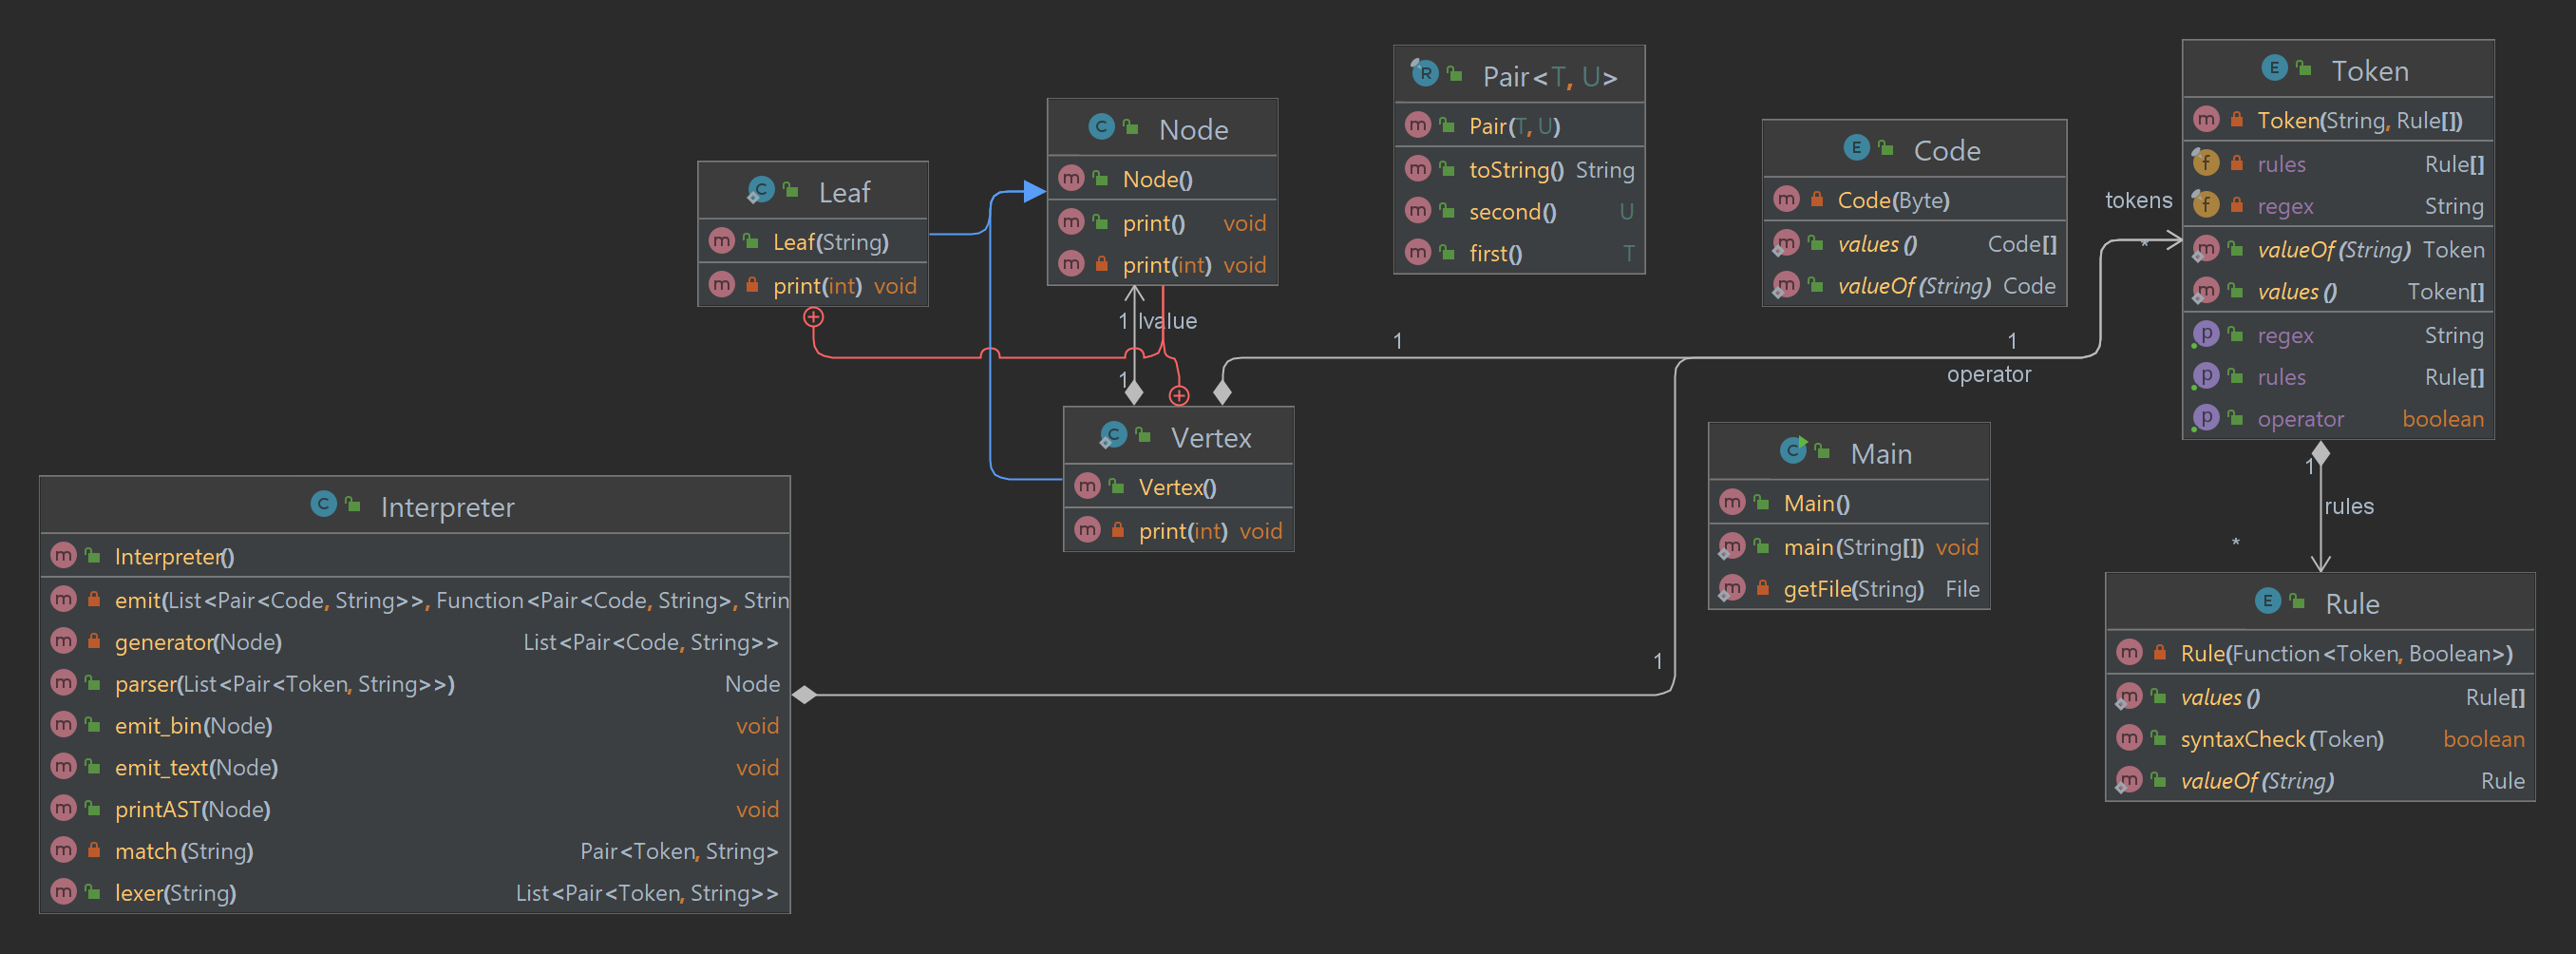 Leaf
Leaf(String)
print(int) void
Node
Node()
print() void
print(int) void
Pair<T, U>
Pair(T, U)
toString() String
second() U
first() T
Code
Code(Byte)
values() Code[]
valueOf(String) Code
Token
Token(String, Rule[])
rules Rule[]
regex String
valueOf(String) Token
values() Token[]
regex String
rules Rule[]
operator boolean
tokens
*
1 lvalue
1
1
1
operator
Vertex
Vertex()
print(int) void
Main
Main()
main(String[]) void
getFile(String) File
1
rules
*
Interpreter
Interpreter()
emit(List<Pair<Code, String>>, Function<Pair<Code, String>, Strin
generator(Node) List<Pair<Code, String>>
parser(List<Pair<Token, String>>) Node
emit_bin(Node) void
emit_text(Node) void
printAST(Node) void
match(String) Pair<Token, String>
lexer(String) List<Pair<Token, String>>
1
Rule
Rule(Function<Token, Boolean>)
values() Rule[]
syntaxCheck(Token) boolean
valueOf(String) Rule